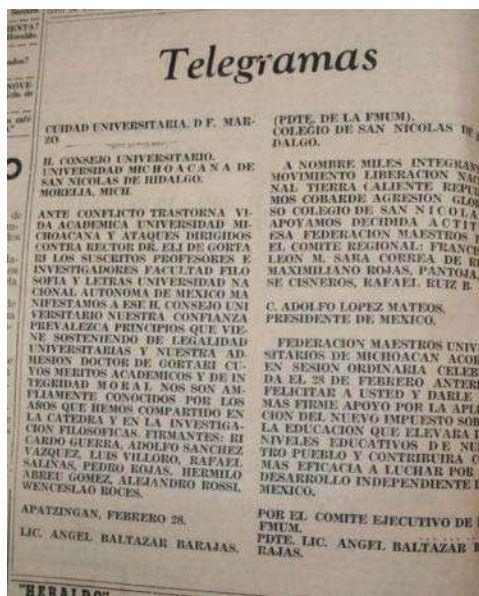 Telegramas
CUIDAD UNIVERSITARIA, D F. MAR-
ZO
H. CONSEJO UNIVERSITARIO.
UNIVERSIDAD MICHOACANA DE
SAN NICOLAS DE HIDALGO.
MORELIA, MICH.
ANTE CONFLICTO TRASTORNA VI-
DA ACADEMICA UNIVERSIDAD MI-
CHOACANA Y ATAQUES DIRIGIDOS
CONTRA RECTOR DR. ELI DE GORTA
RI LOS SUSCRITOS PROFESORES E
INVESTIGADORES FACULTAD FILO
SOFIA Y LETRAS UNIVERSIDAD NA
CIONAL AUTONOMA DE MEXICO MA
NIFESTAMOS A ESE H. CONSEJO UNI
VERSITARIO NUESTRA CONFIANZA
PREVALEZCA PRINCIPIOS QUE VIE-
NE SOSTENIENDO DE LEGALIDAD
UNIVERSITARIAS Y NUESTRA AD-
HESION DOCTOR DE GORTARI CU-
YOS MERITOS ACADEMICOS Y DE IN
TEGRIDAD MORAL NOS SON AM-
PLIAMENTE CONOCIDOS POR LOS
AÑOS QUE HEMOS COMPARTIDO EN
LA CATEDRA Y EN LA INVESTIGA-
CION FILOSOFICAS. FIRMANTES: RI
CARDO GUERRA, ADOLFO SANCHEZ
VAZQUEZ, LUIS VILLORO, RAFAEL
SALINAS, PEDRO ROJAS, HERMILO
ABREU GOMEZ, ALEJANDRO ROSSI,
WENCESLAO ROCES.
APATZINGAN, FEBRERO 28.
LIC. ANGEL BALTAZAR BARAJAS.
(PDTE. DE LA FMUM).
COLEGIO DE SAN NICOLAS DE
DALGO.
A NOMBRE MILES INTEGRANT
MOVIMIENTO LIBERACION NAC
NAL TIERRA CALIENTE REPU
MOS COBARDE AGRESION GLOR
SO COLEGIO DE SAN NICOLA
APOYAMOS DECIDIDA ACTIT
ESA FEDERACION MAESTROS P
EL COMITE REGIONAL: FRANC
LEON M. SARA CORREA DE R
MAXIMILIANO ROJAS, PANTOJA,
SE CISNEROS, RAFAEL RUIZ B
C. ADOLFO LOPEZ MATEOS,
PRESIDENTE DE MEXICO.
FEDERACION MAESTROS UNIV
SITARIOS DE MICHOACAN ACOR
EN SESION ORDINARIA CELEB
DA EL 28 DE FEBRERO ANTERI
FELICITAR A USTED Y DARLE
MAS FIRME APOYO POR LA APLI
CION DEL NUEVO IMPUESTO SOB
LA EDUCACION QUE ELEVARA L
NIVELES EDUCATIVOS DE NU
TRO PUEBLO Y CONTRIBUIRA C
MAS EFICACIA A LUCHAR POR
DESARROLLO INDEPENDIENTE D
MEXICO.
POR EL COMITE EJECUTIVO DE
FMUM.
PDTE. LIC. ANGEL BALTAZAR B
RAJAS.
"HERALDO"